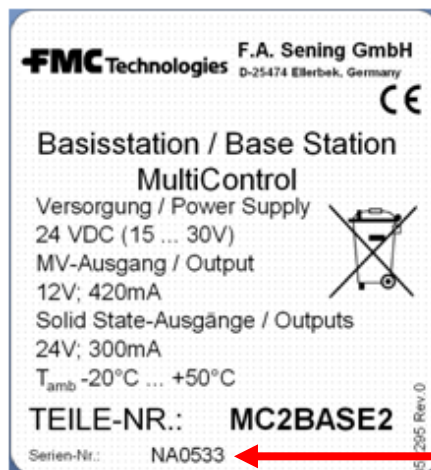 FMC Technologies
F.A. Sening GmbH
D-25474 Ellerbek, Germany
CE
Basisstation / Base Station
MultiControl
Versorgung / Power Supply
24 VDC (15 ... 30V)
MV-Ausgang / Output
12V; 420mA
Solid State-Ausgänge / Outputs
24V; 300mA
Tamb -20°C ... +50°C
TEILE-NR.: MC2BASE2
Serien-Nr.: NA0533
295 Rev.0